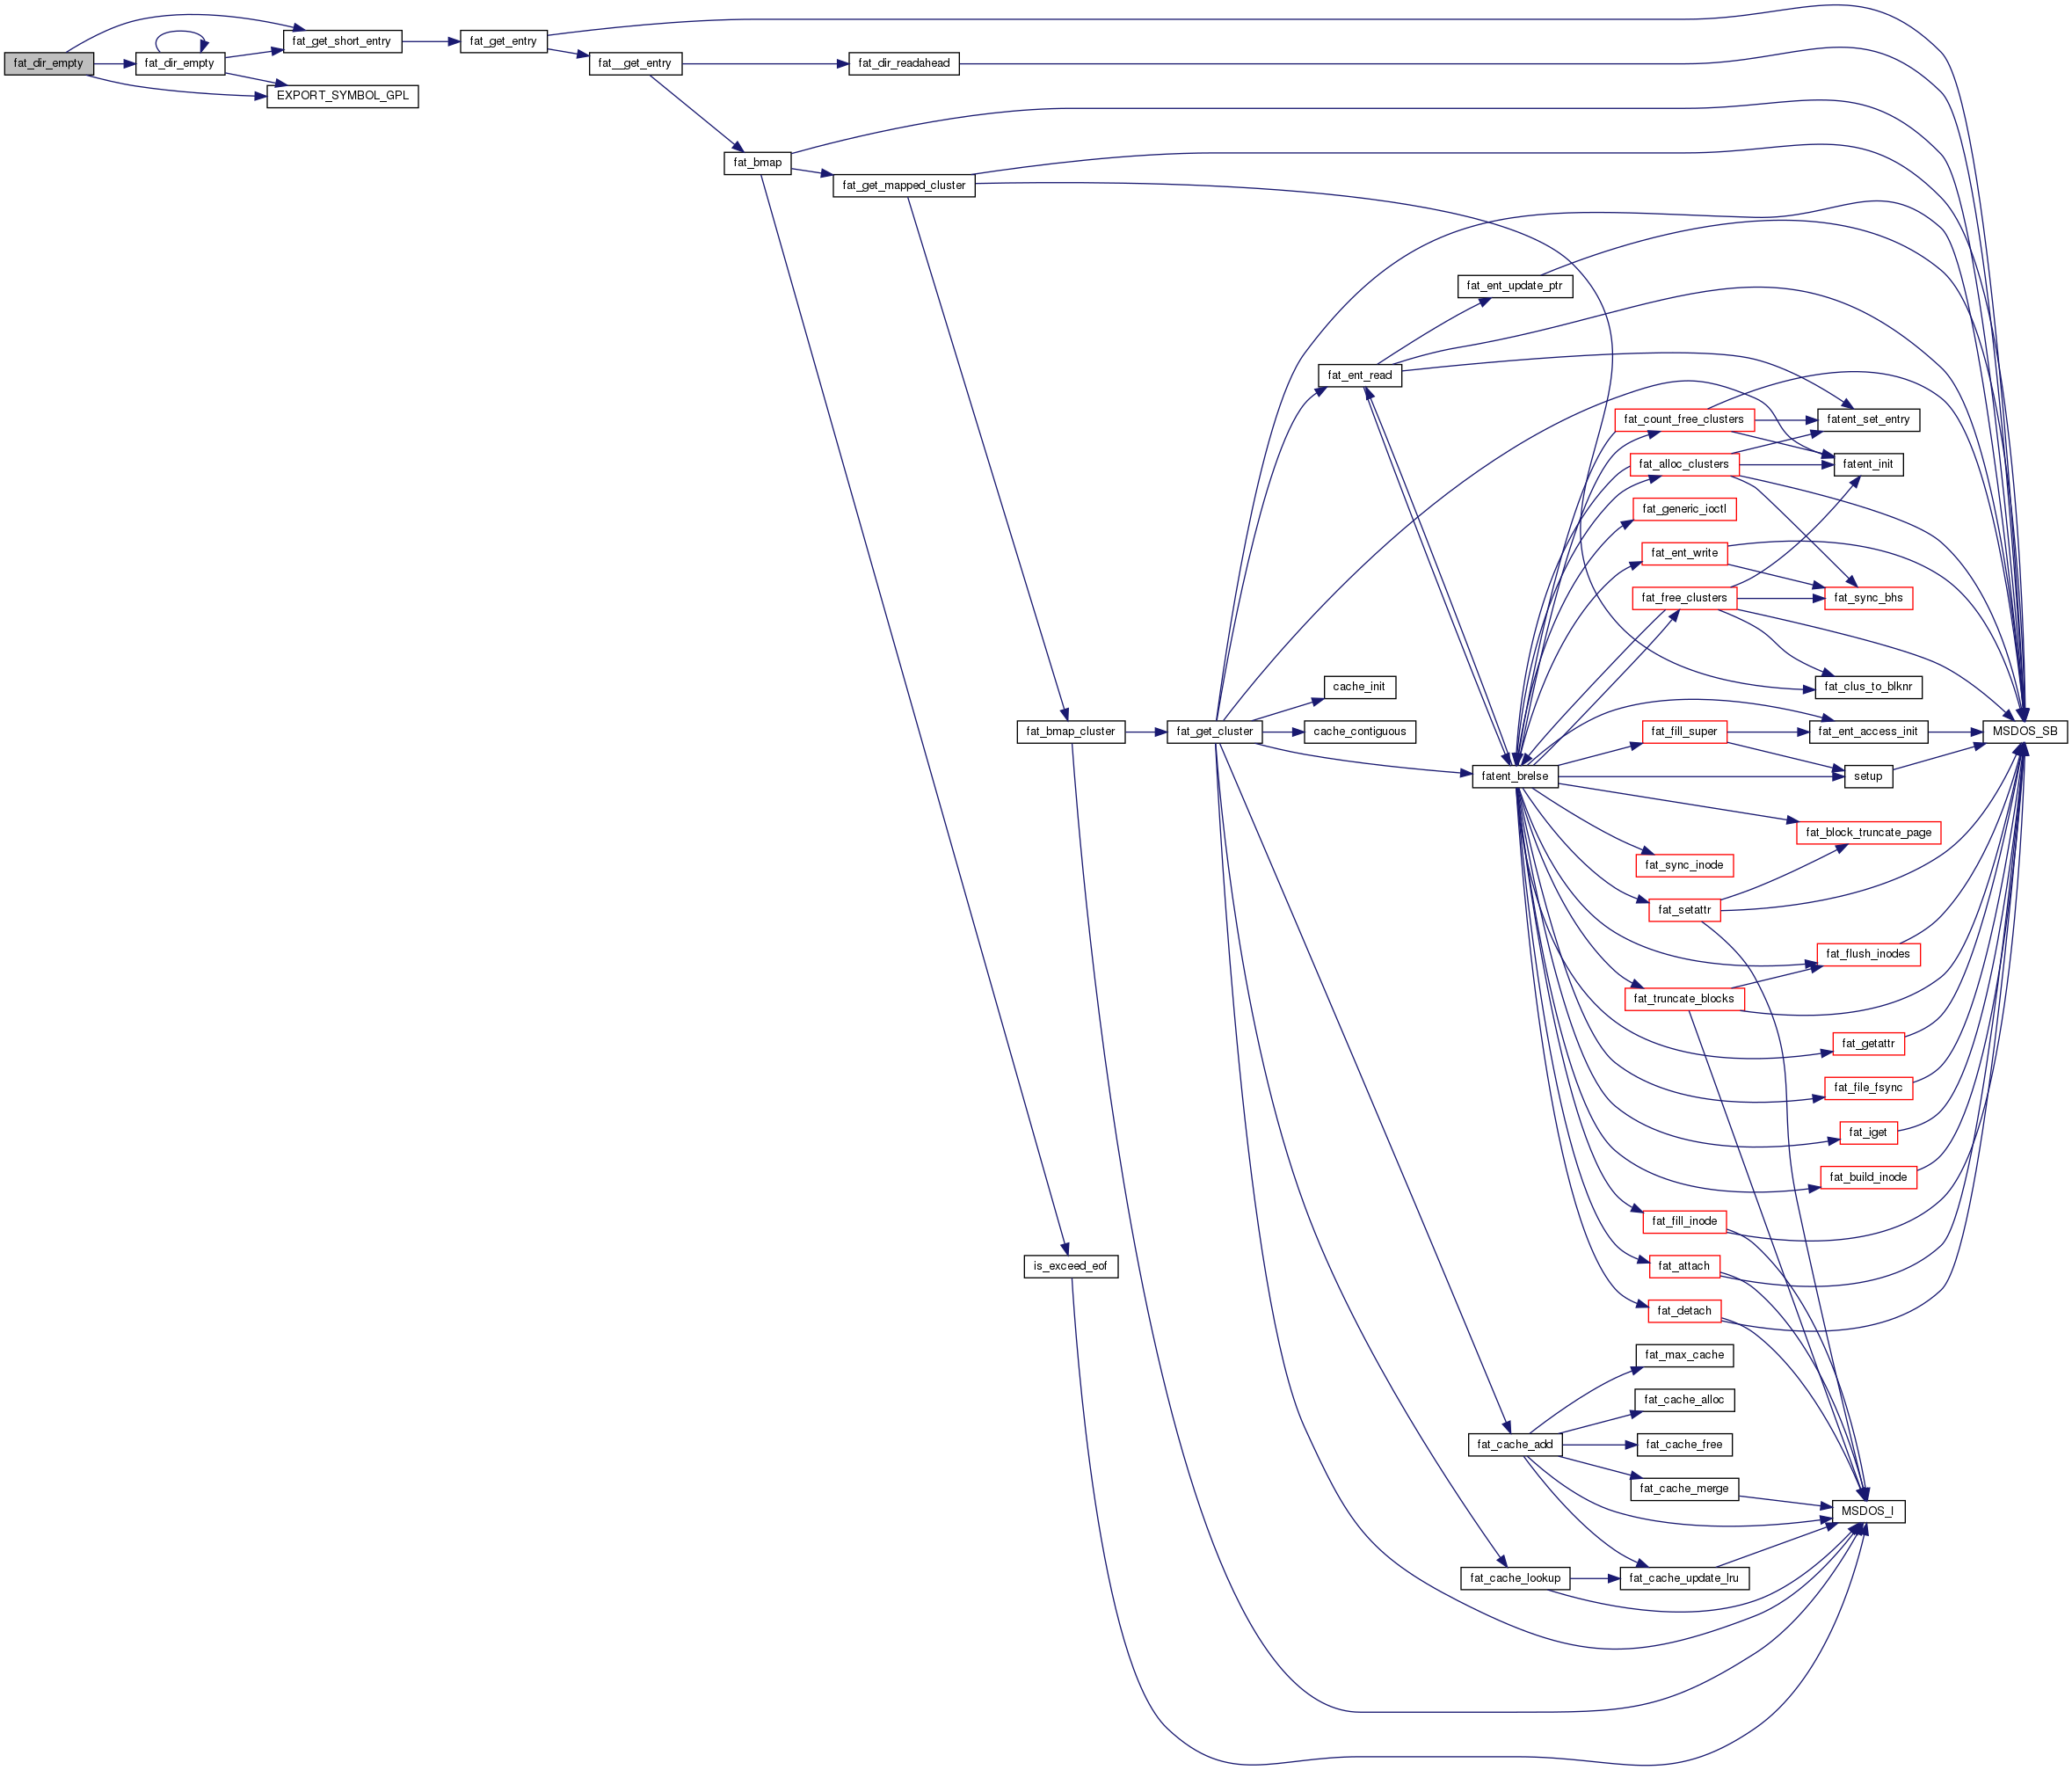 fat_dir_empty
fat_dir_empty
fat_get_short_entry
EXPORT_SYMBOL_GPL
fat_get_entry
fat__get_entry
fat_dir_readahead
fat_bmap
fat_get_mapped_cluster
fat_ent_update_ptr
fat_ent_read
fat_count_free_clusters
fatent_set_entry
fat_alloc_clusters
fatent_init
fat_generic_ioctl
fat_ent_write
fat_free_clusters
fat_sync_bhs
cache_init
fat_clus_to_blknr
fat_bmap_cluster
fat_get_cluster
cache_contiguous
fat_fill_super
fat_ent_access_init
MSDOS_SB
fatent_brelse
setup
fat_block_truncate_page
fat_sync_inode
fat_setattr
fat_flush_inodes
fat_truncate_blocks
fat_getattr
fat_file_fsync
fat_iget
fat_build_inode
fat_fill_inode
is_exceed_eof
fat_attach
fat_detach
fat_max_cache
fat_cache_alloc
fat_cache_add
fat_cache_free
fat_cache_merge
MSDOS_I
fat_cache_lookup
fat_cache_update_lru